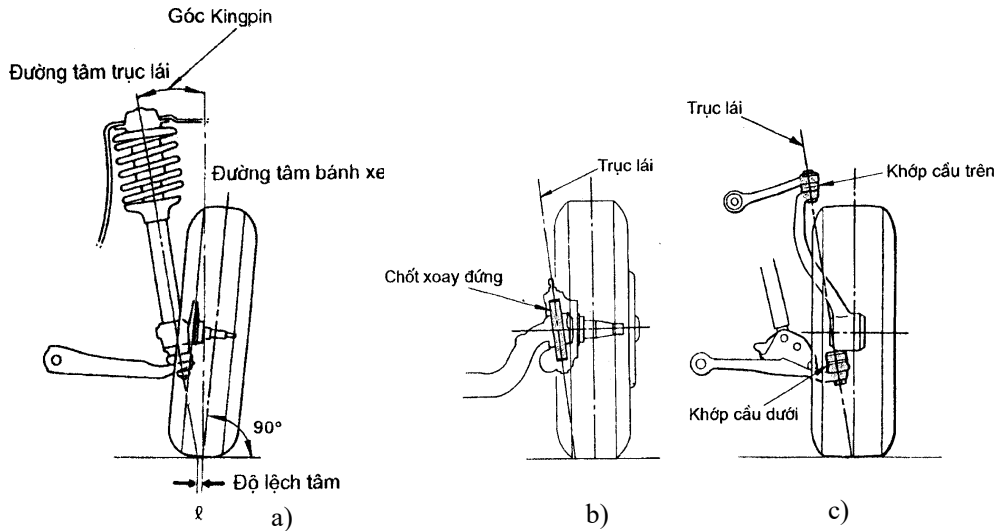 Góc Kingpin
Đường tâm trục lái
Đường tâm bánh xe
90°
Độ lệch tâm
ℓ
a)
Trục lái
Chốt xoay đứng
b)
Trục lái
Khớp cầu trên
Khớp cầu dưới
c)